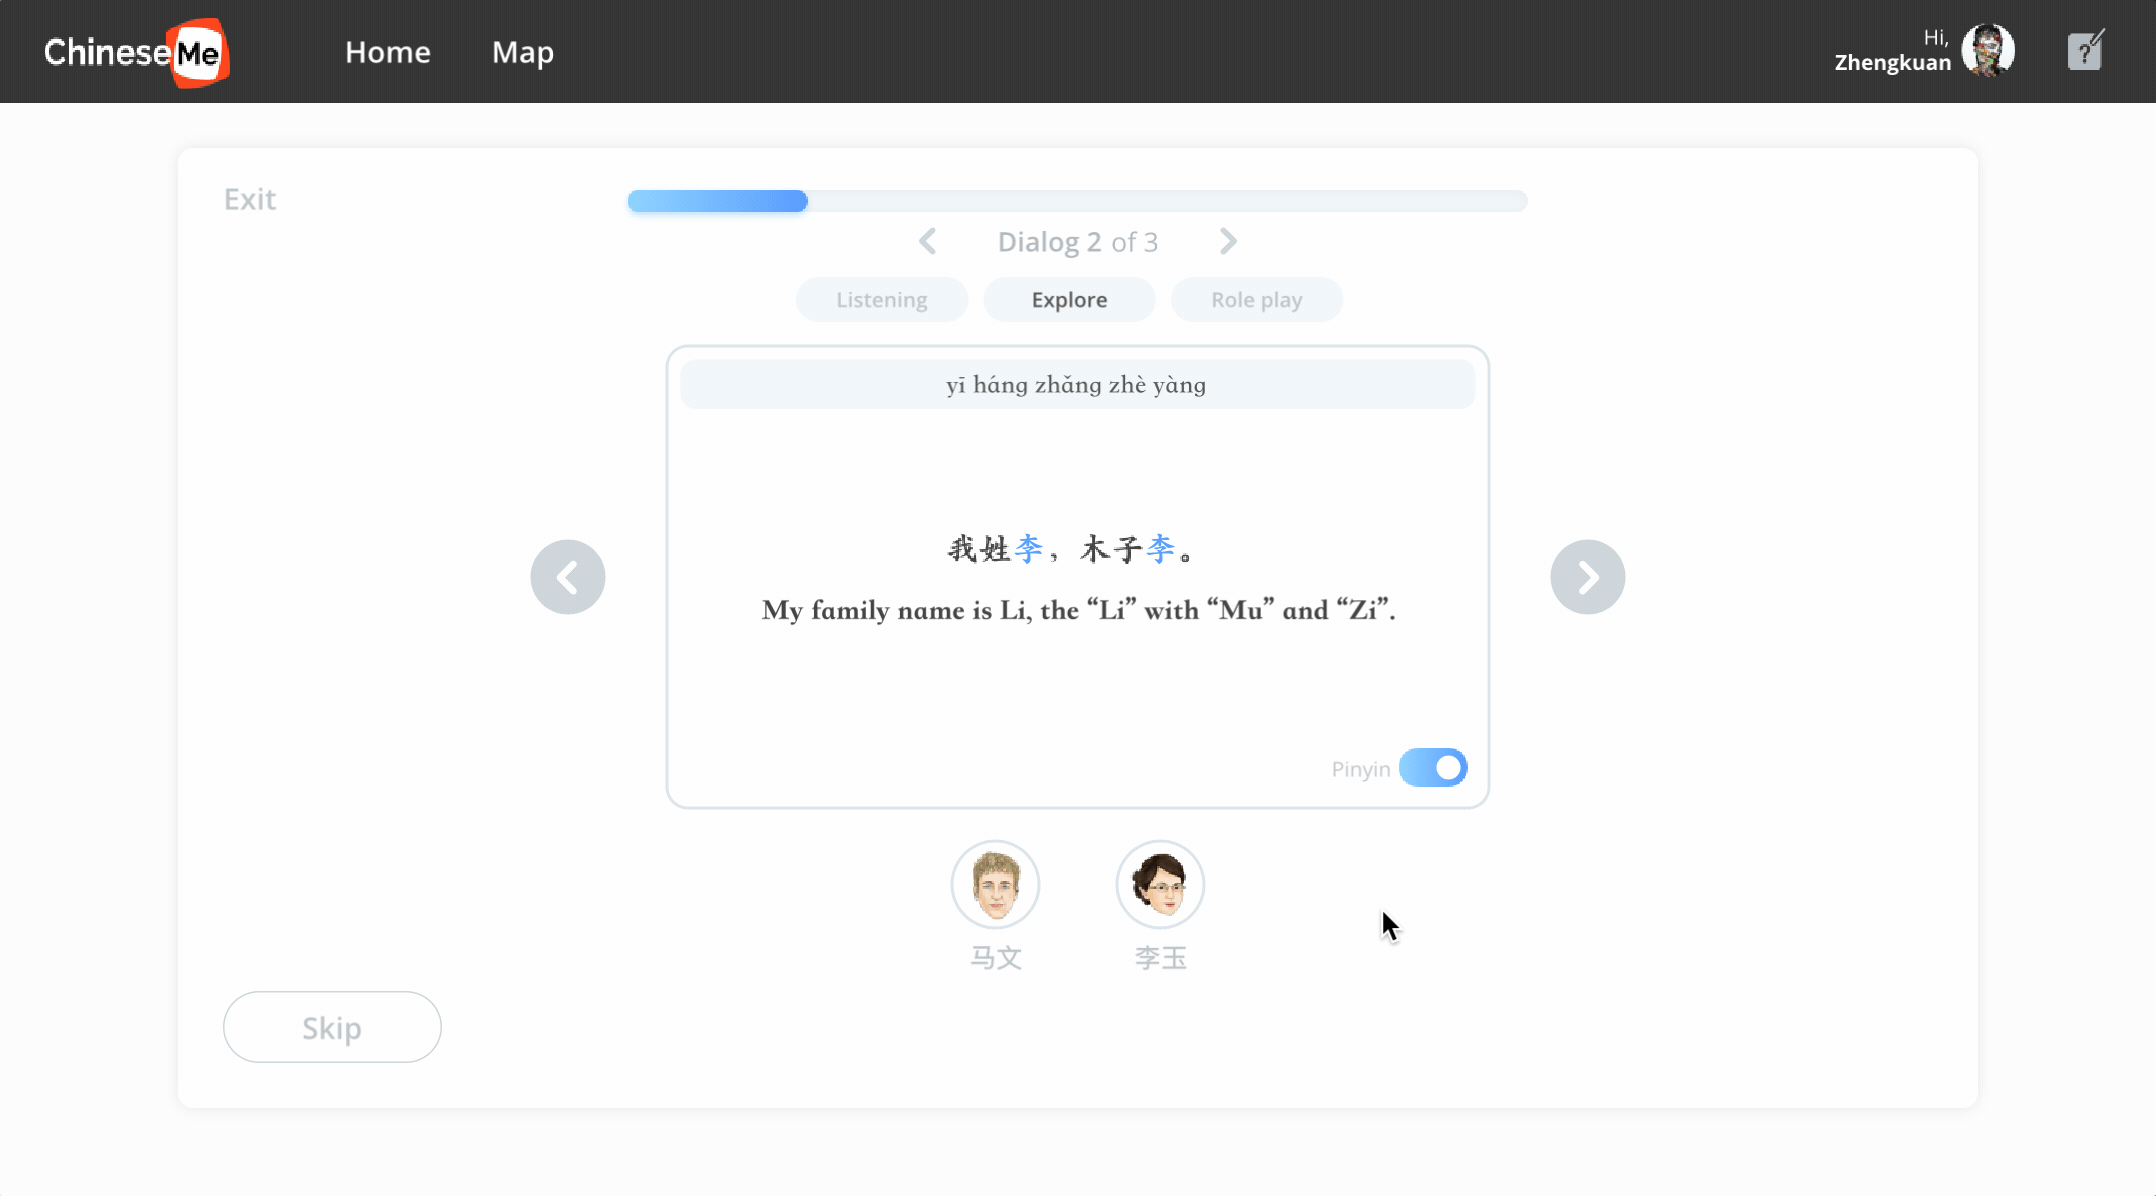 ChineseMe
Home
Map
Hi,
Zhengkuan
?
Exit
Dialog 2 of 3
Listening
Explore
Role play
yī háng zhǎng zhè yàng
我姓李，木子李。
My family name is Li, the “Li” with “Mu” and “Zi”.
Pinyin
马文
李玉
Skip